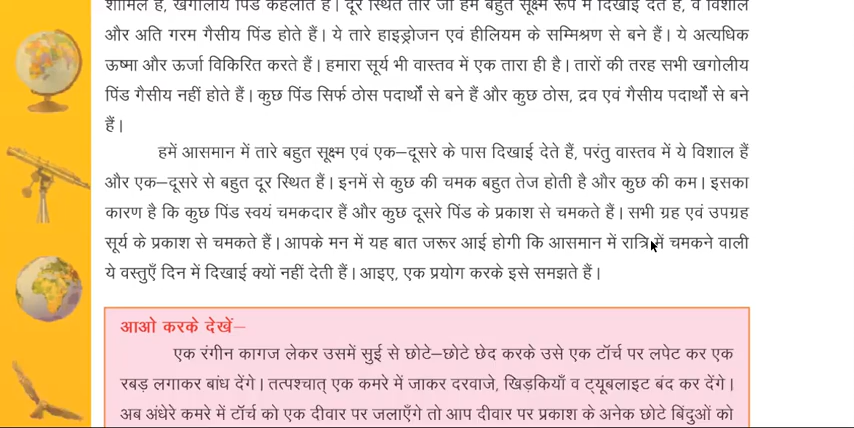 शामिल है, खगोलीय पिंड कहलाती हैं। दूर स्थित तारे जो हमें बहुत सूक्ष्म रूप में दिखाई देते हैं, वे विशाल
और अति गरम गैसीय पिंड होते हैं। ये तारे हाइड्रोजन एवं हीलियम के सम्मिश्रण से बने हैं। ये अत्यधिक
ऊष्मा और ऊर्जा विकिरित करते हैं। हमारा सूर्य भी वास्तव में एक तारा ही है। तारों की तरह सभी खगोलीय
पिंड गैसीय नहीं होते हैं। कुछ पिंड सिर्फ ठोस पदार्थों से बने हैं और कुछ ठोस, द्रव एवं गैसीय पदार्थों से बने
हैं।
हमें आसमान में तारे बहुत सूक्ष्म एवं एक–दूसरे के पास दिखाई देते हैं, परंतु वास्तव में ये विशाल हैं
और एक–दूसरे से बहुत दूर स्थित हैं। इनमें से कुछ की चमक बहुत तेज होती है और कुछ की कम। इसका
कारण है कि कुछ पिंड स्वयं चमकदार हैं और कुछ दूसरे पिंड के प्रकाश से चमकते हैं। सभी ग्रह एवं उपग्रह
सूर्य के प्रकाश से चमकते हैं। आपके मन में यह बात जरूर आई होगी कि आसमान में रात्रि में चमकने वाली
ये वस्तुएँ दिन में दिखाई क्यों नहीं देती हैं। आइए, एक प्रयोग करके इसे समझते हैं।
आओ करके देखें–
एक रंगीन कागज लेकर उसमें सुई से छोटे–छोटे छेद करके उसे एक टॉर्च पर लपेट कर एक
रबड़ लगाकर बांध देंगे। तत्पश्चात् एक कमरे में जाकर दरवाजे, खिड़कियाँ व ट्यूबलाइट बंद कर देंगे।
अब अंधेरे कमरे में टॉर्च को एक दीवार पर जलाएँगे तो आप दीवार पर प्रकाश के अनेक छोटे बिंदुओं को